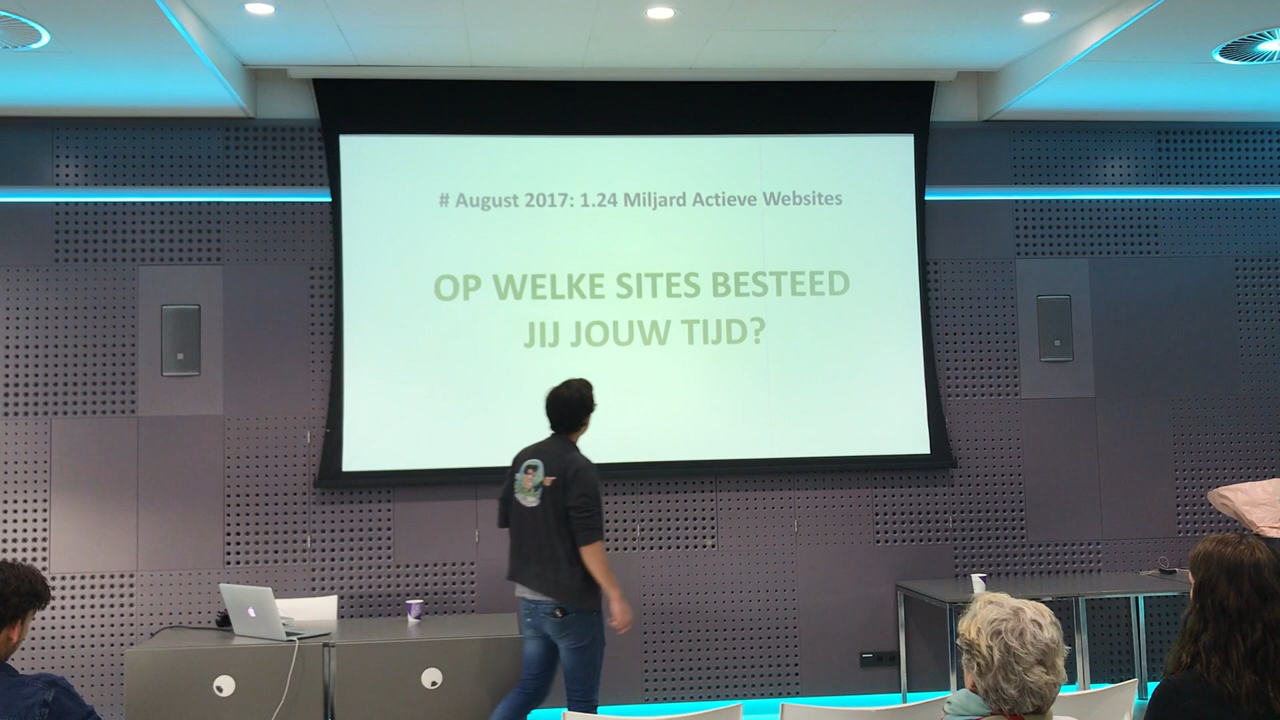 # August 2017: 1.24 Miljard Actieve Websites
OP WELKE SITES BESTEED
JIJ JOUW TIJD?